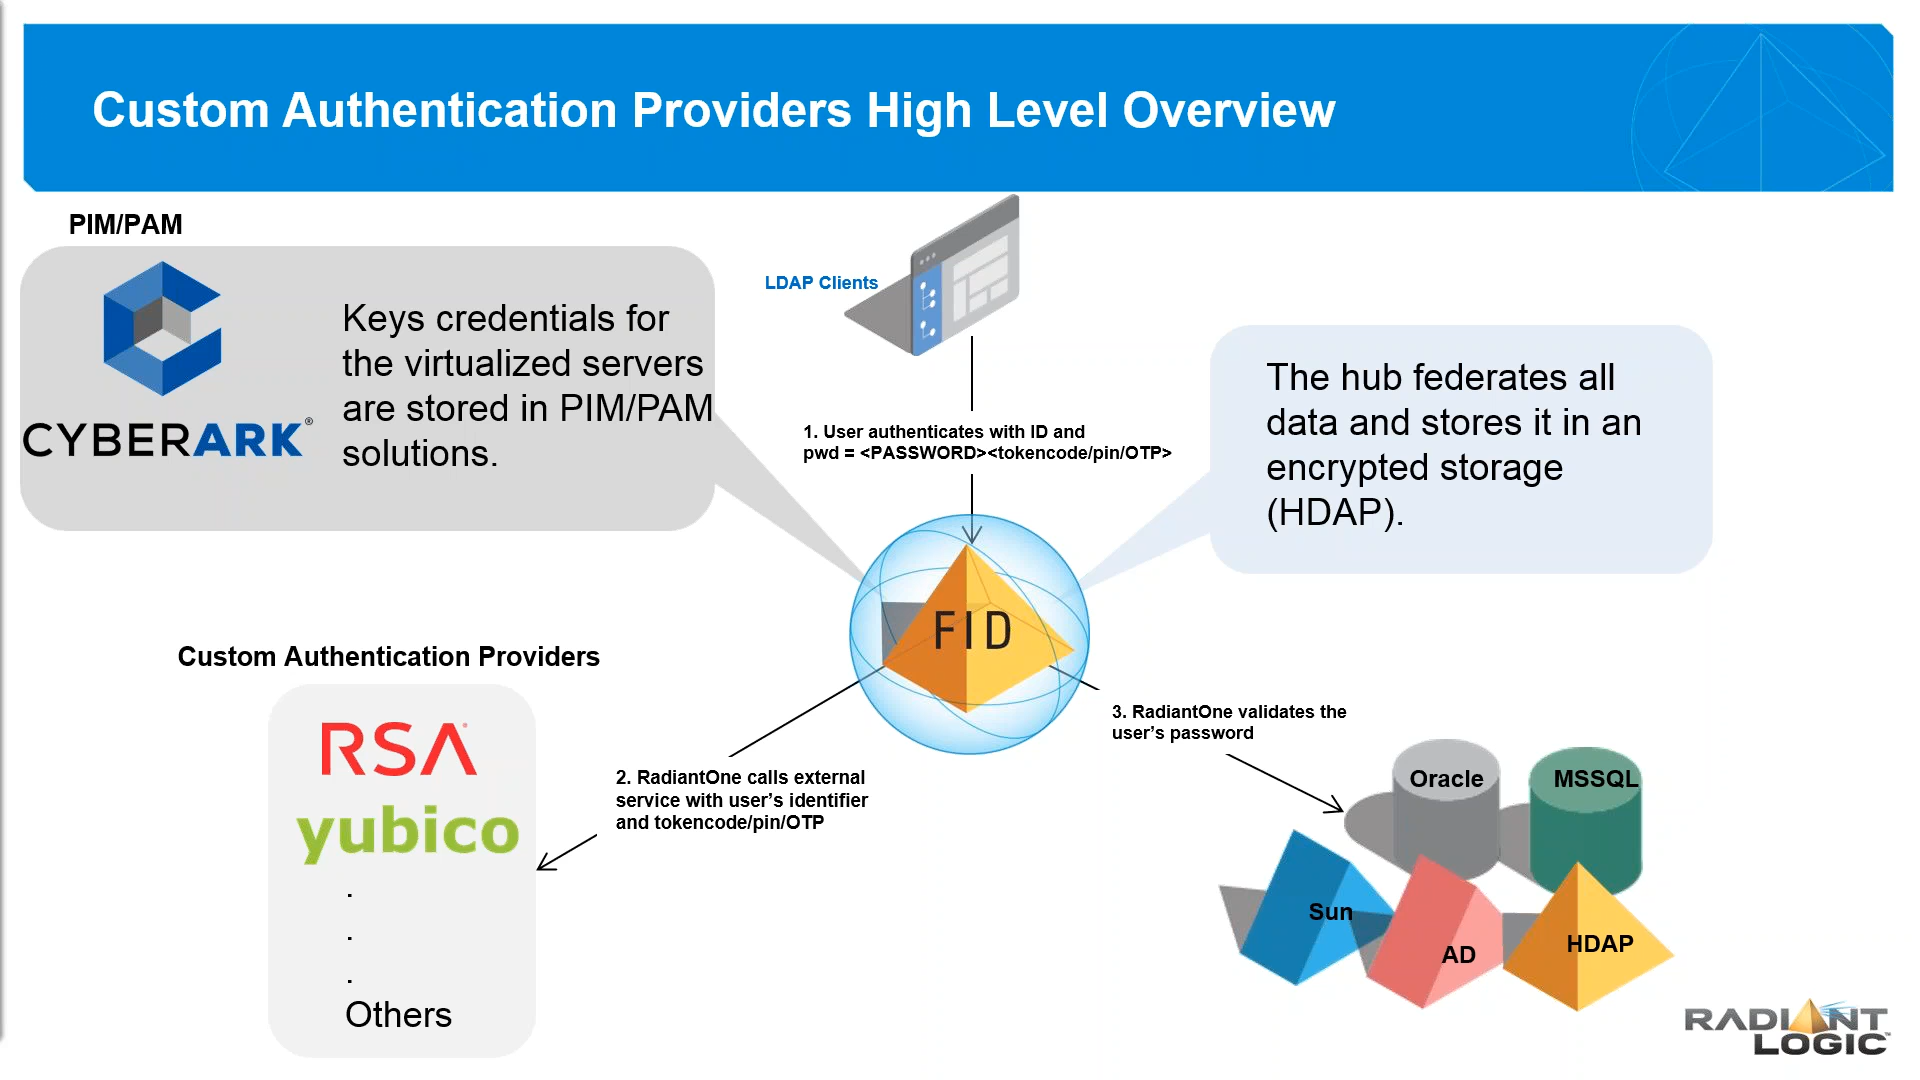 Custom Authentication Providers High Level Overview
PIM/PAM
CYBERARK®
Keys credentials for
the virtualized servers
are stored in PIM/PAM
solutions.
LDAP Clients
1. User authenticates with ID and
pwd = <PASSWORD><tokencode/pin/OTP>
The hub federates all
data and stores it in an
encrypted storage
(HDAP).
FID
Custom Authentication Providers
RSA
yubico
.
.
.
Others
2. RadiantOne calls external
service with user’s identifier
and tokencode/pin/OTP
3. RadiantOne validates the
user’s password
Oracle
MSSQL
Sun
AD
HDAP
RADIANT
LOGIC™